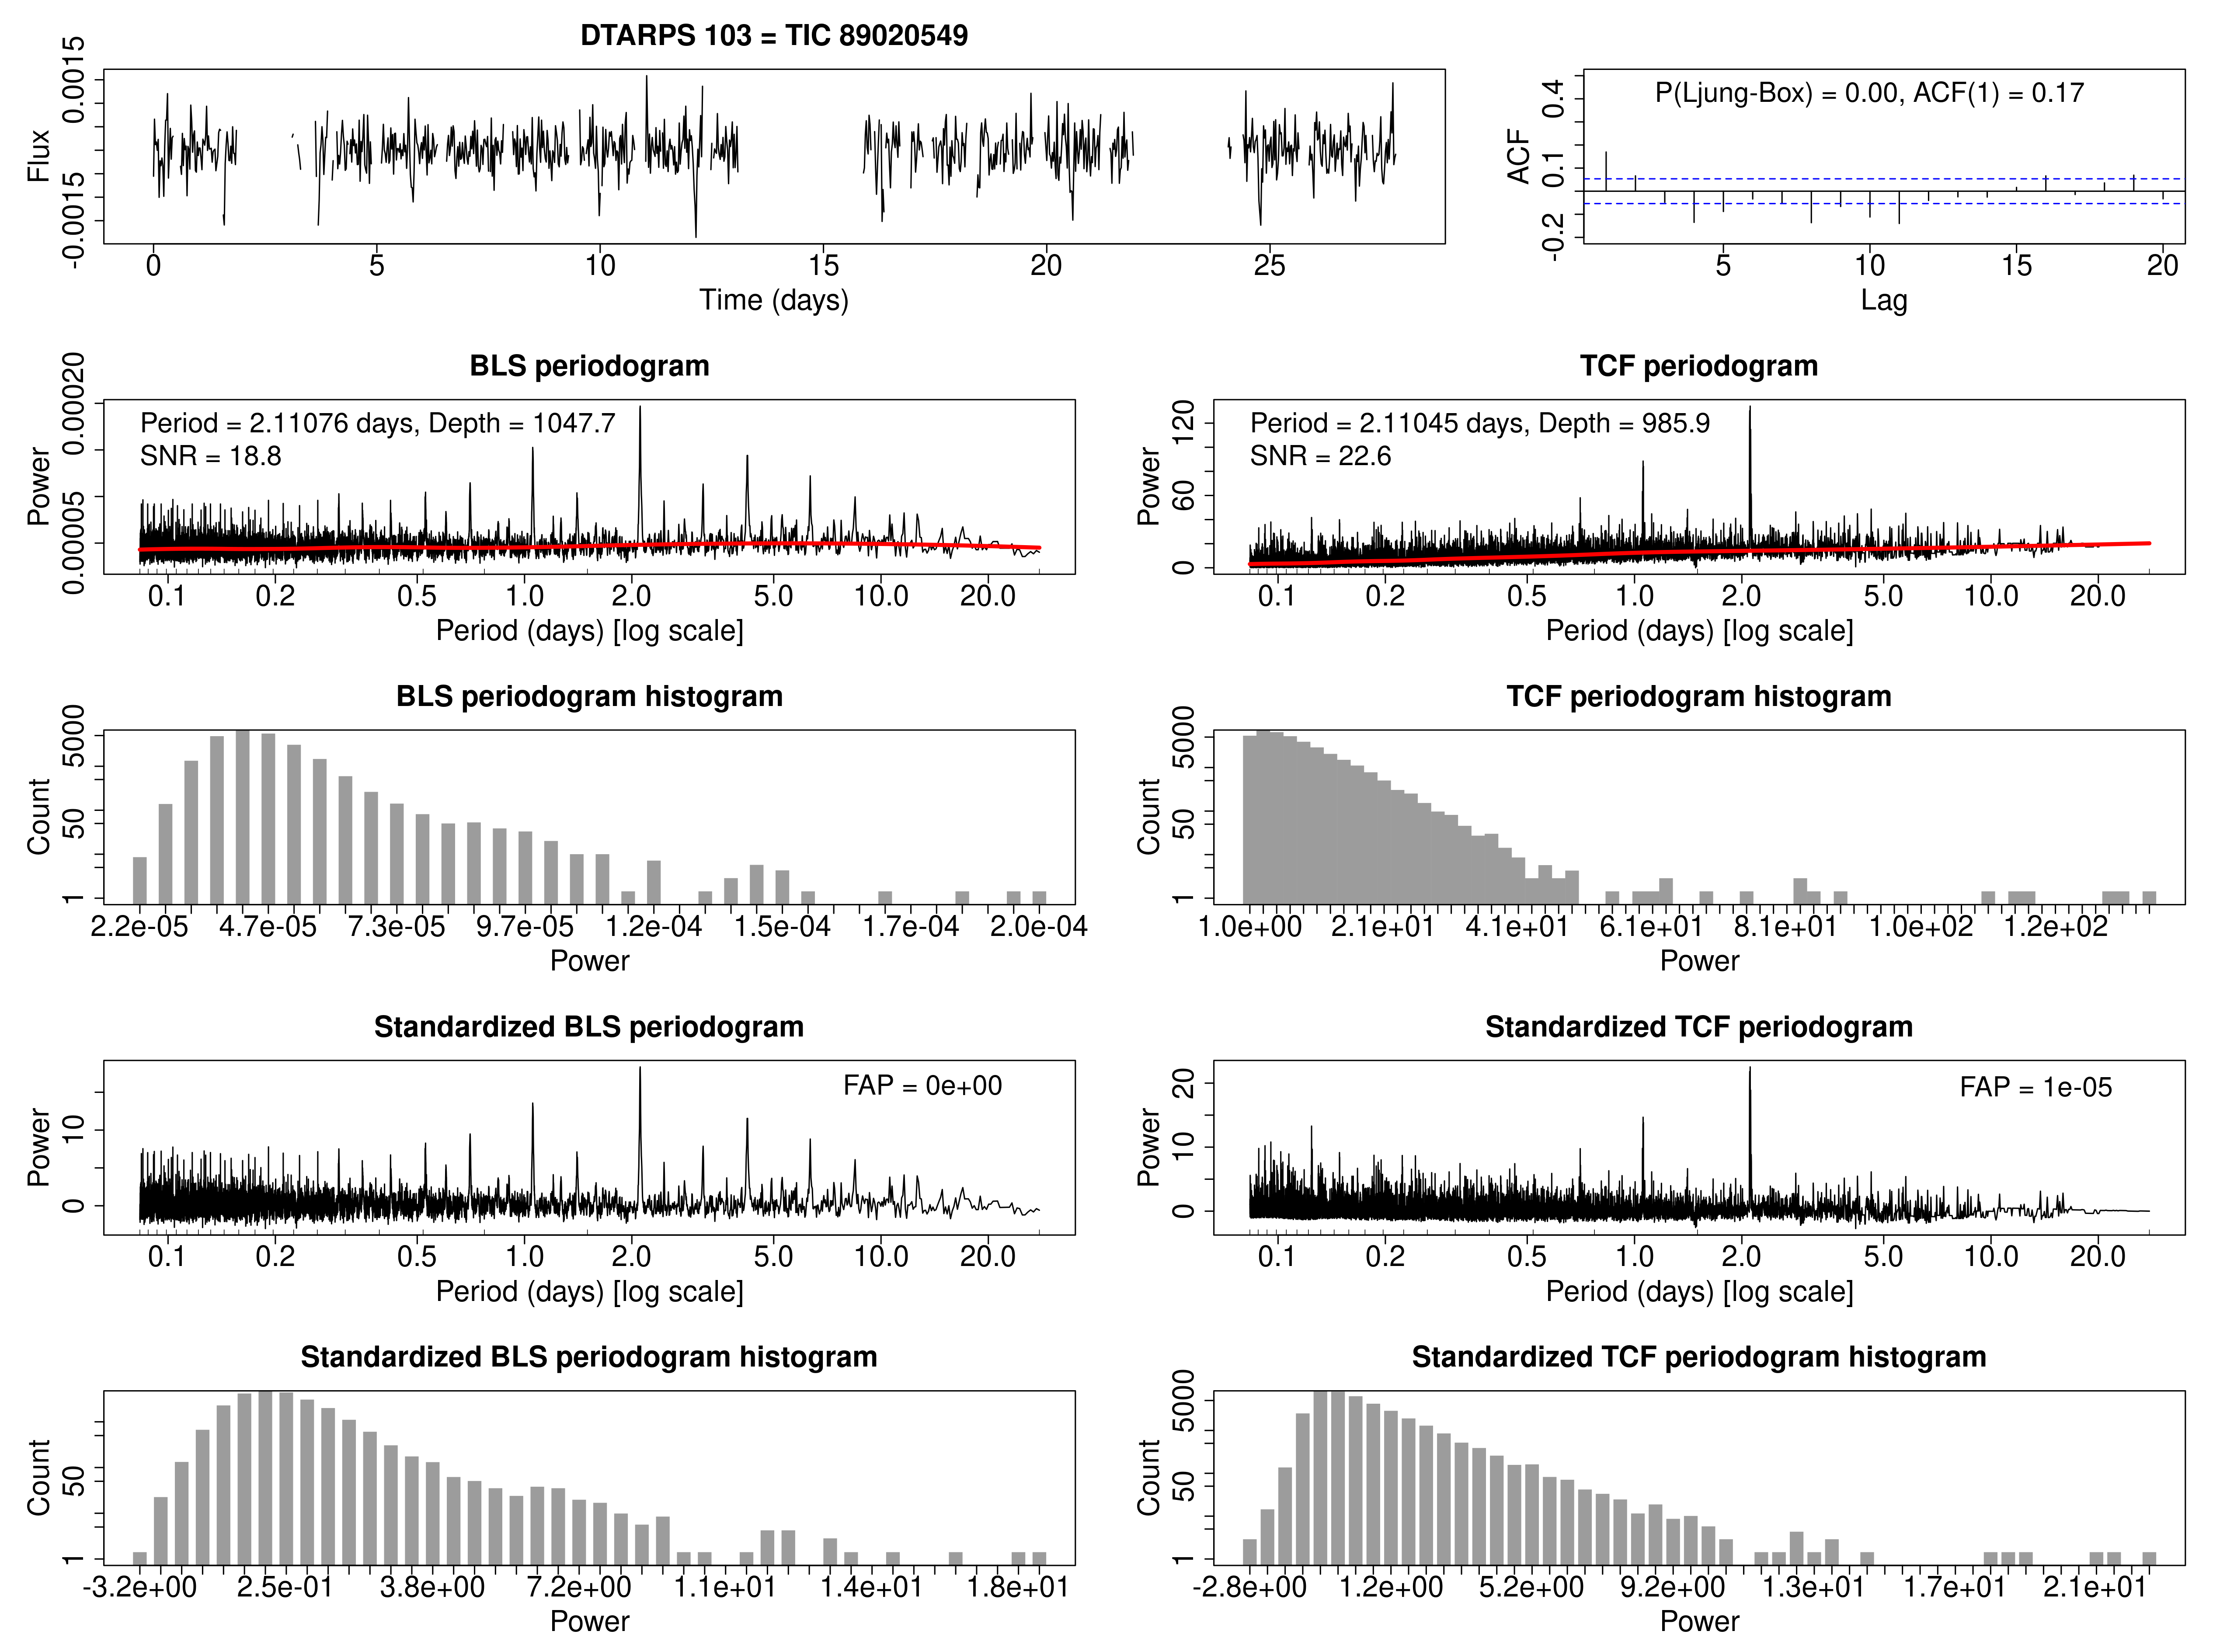 DTARPS 103 = TIC 89020549
Flux
-0.0015 0.0015
0 5 10 15 20 25
Time (days)
P(Ljung-Box) = 0.00, ACF(1) = 0.17
ACF
-0.2 0.1 0.4
5 10 15 20
Lag
BLS periodogram
Period = 2.11076 days, Depth = 1047.7
SNR = 18.8
Power
0.00005 0.00020
0.1 0.2 0.5 1.0 2.0 5.0 10.0 20.0
Period (days) [log scale]
TCF periodogram
Period = 2.11045 days, Depth = 985.9
SNR = 22.6
Power
0 60 120
0.1 0.2 0.5 1.0 2.0 5.0 10.0 20.0
Period (days) [log scale]
BLS periodogram histogram
Count
1 50 5000
2.2e-05 4.7e-05 7.3e-05 9.7e-05 1.2e-04 1.5e-04 1.7e-04 2.0e-04
Power
TCF periodogram histogram
Count
1 50 5000
1.0e+00 2.1e+01 4.1e+01 6.1e+01 8.1e+01 1.0e+02 1.2e+02
Power
Standardized BLS periodogram
FAP = 0e+00
Power
0 10
0.1 0.2 0.5 1.0 2.0 5.0 10.0 20.0
Period (days) [log scale]
Standardized TCF periodogram
FAP = 1e-05
Power
0 10 20
0.1 0.2 0.5 1.0 2.0 5.0 10.0 20.0
Period (days) [log scale]
Standardized BLS periodogram histogram
Count
1 50
-3.2e+00 2.5e-01 3.8e+00 7.2e+00 1.1e+01 1.4e+01 1.8e+01
Power
Standardized TCF periodogram histogram
Count
1 50 5000
-2.8e+00 1.2e+00 5.2e+00 9.2e+00 1.3e+01 1.7e+01 2.1e+01
Power